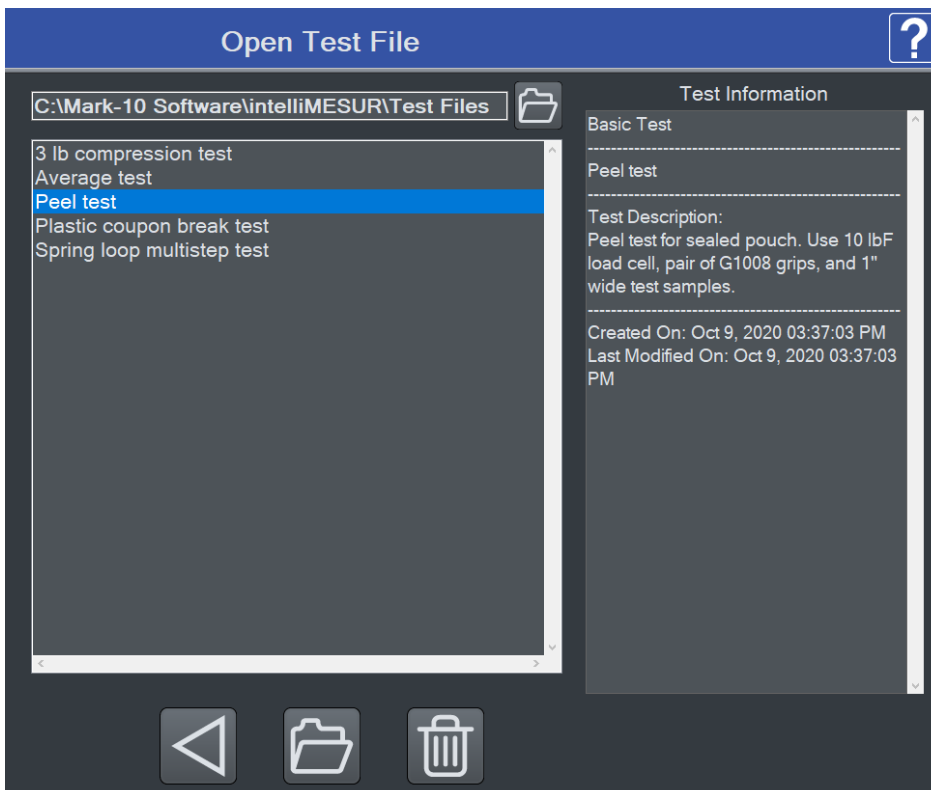 Open Test File
?
C:\Mark-10 Software\intelliMESUR\Test Files
3 lb compression test
Average test
Peel test
Plastic coupon break test
Spring loop multistep test
Test Information
Basic Test
--------------------------------------------------------
Peel test
--------------------------------------------------------
Test Description:
Peel test for sealed pouch. Use 10 lbF
load cell, pair of G1008 grips, and 1"
wide test samples.
--------------------------------------------------------
Created On: Oct 9, 2020 03:37:03 PM
Last Modified On: Oct 9, 2020 03:37:03
PM